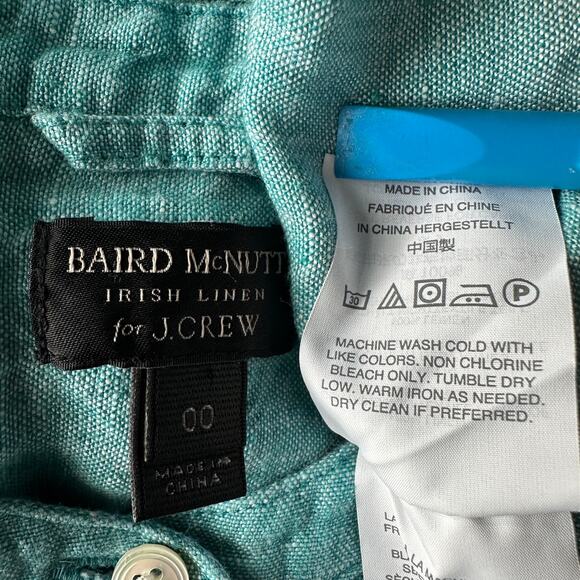 BAIRD McNUTT
IRISH LINEN
for J.CREW
00
MADE IN
CHINA
MADE IN CHINA
FABRIQUÉ EN CHINE
IN CHINA HERGESTELLT
中国製
30
P
MACHINE WASH COLD WITH
LIKE COLORS. NON CHLORINE
BLEACH ONLY. TUMBLE DRY
LOW. WARM IRON AS NEEDED.
DRY CLEAN IF PREFERRED.